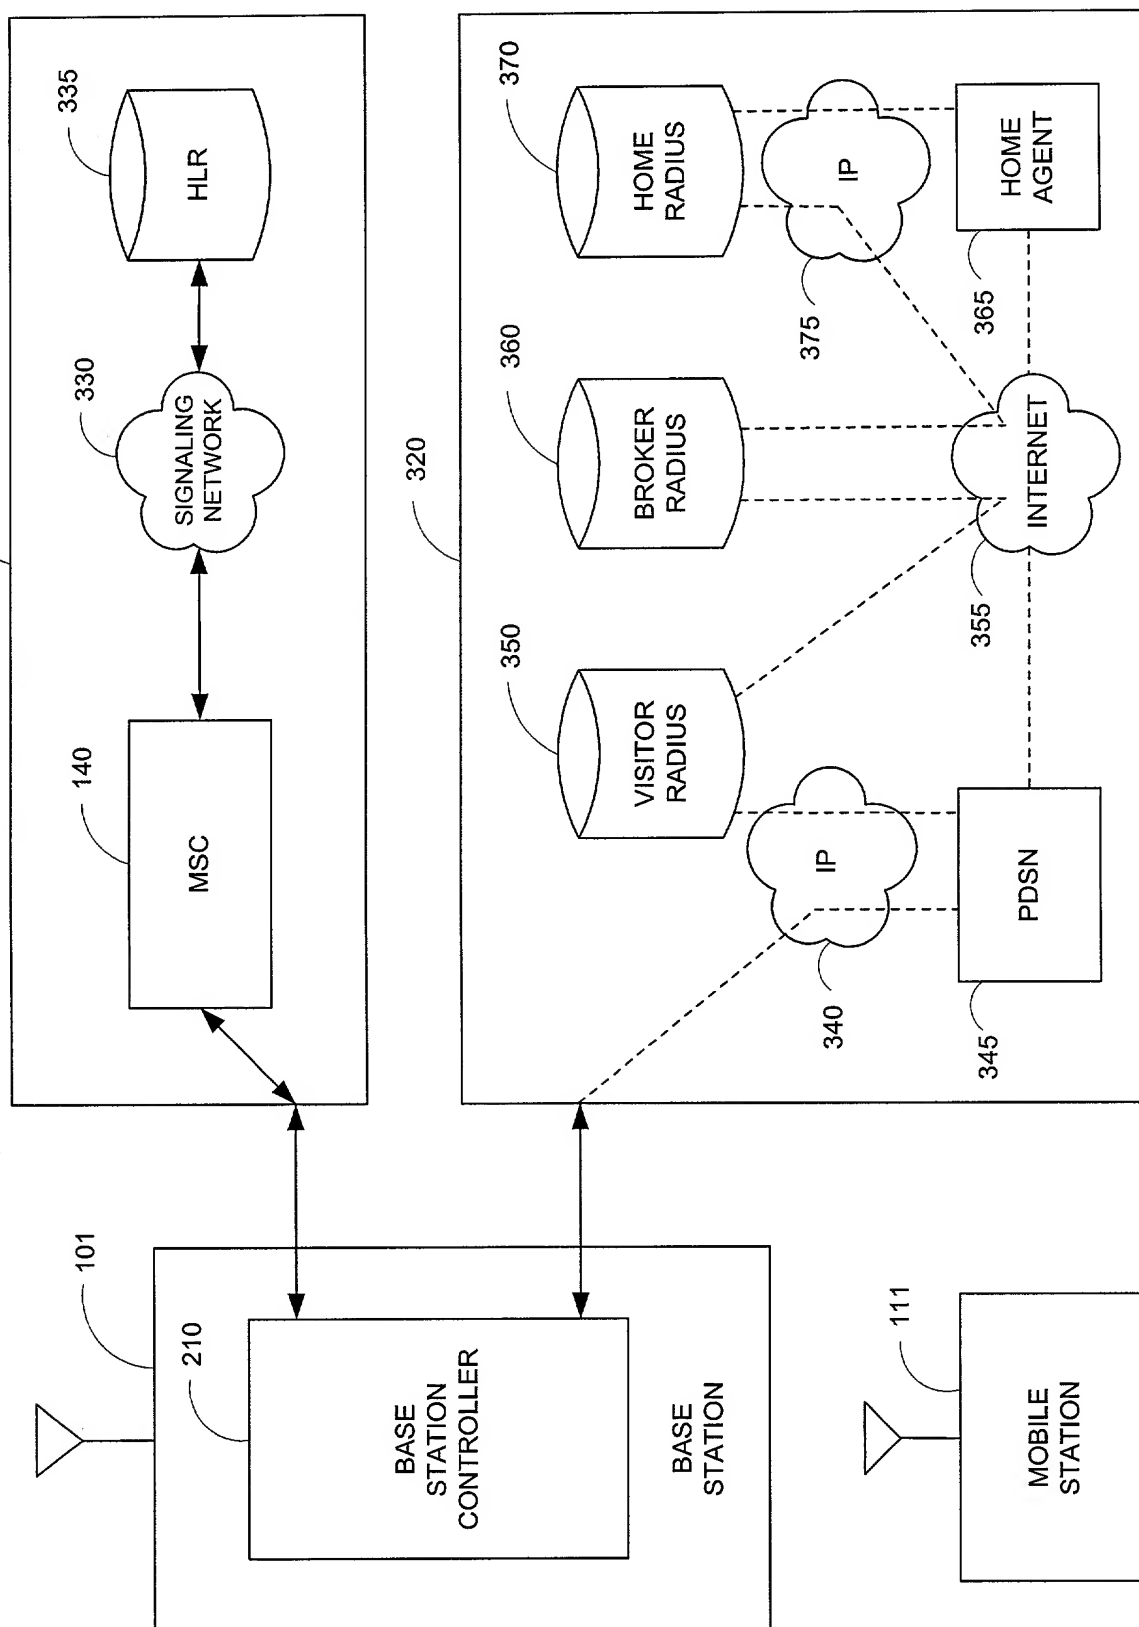 101
210
BASE
STATION
CONTROLLER
BASE
STATION
111
MOBILE
STATION
140
MSC
330
SIGNALING
NETWORK
335
HLR
320
350
VISITOR
RADIUS
360
BROKER
RADIUS
370
HOME
RADIUS
IP
340
IP
375
345
PDSN
355
INTERNET
365
HOME
AGENT